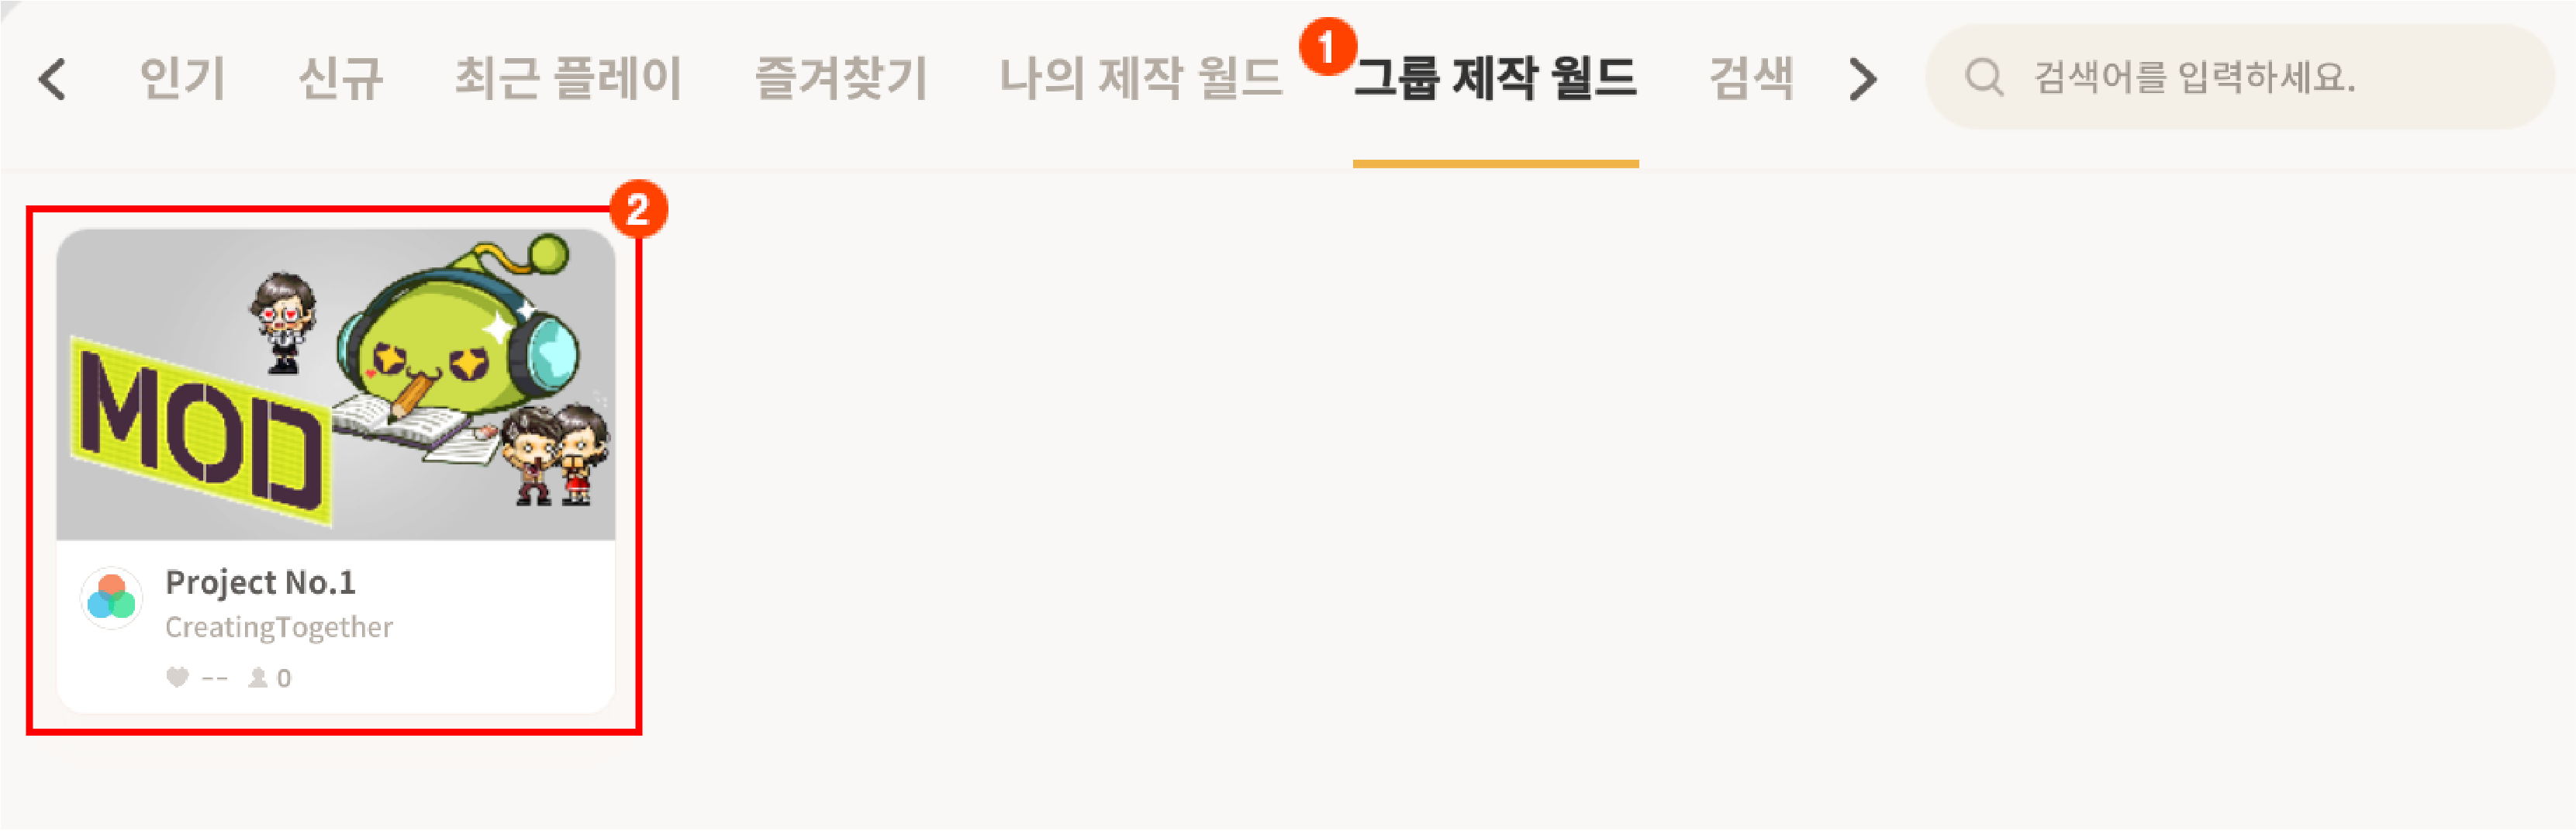 인기 신규 최근 플레이 즐겨찾기 나의 제작 월드 1 그룹 제작 월드 검색 검색어를 입력하세요.
2
MOD
Project No.1
CreatingTogether
-- 0